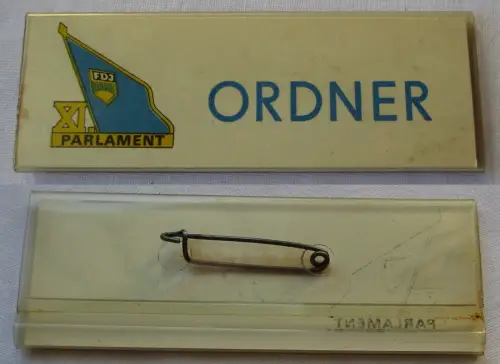 FDJ
ORDNER
XI.
PARLAMENT
PARLAMENT